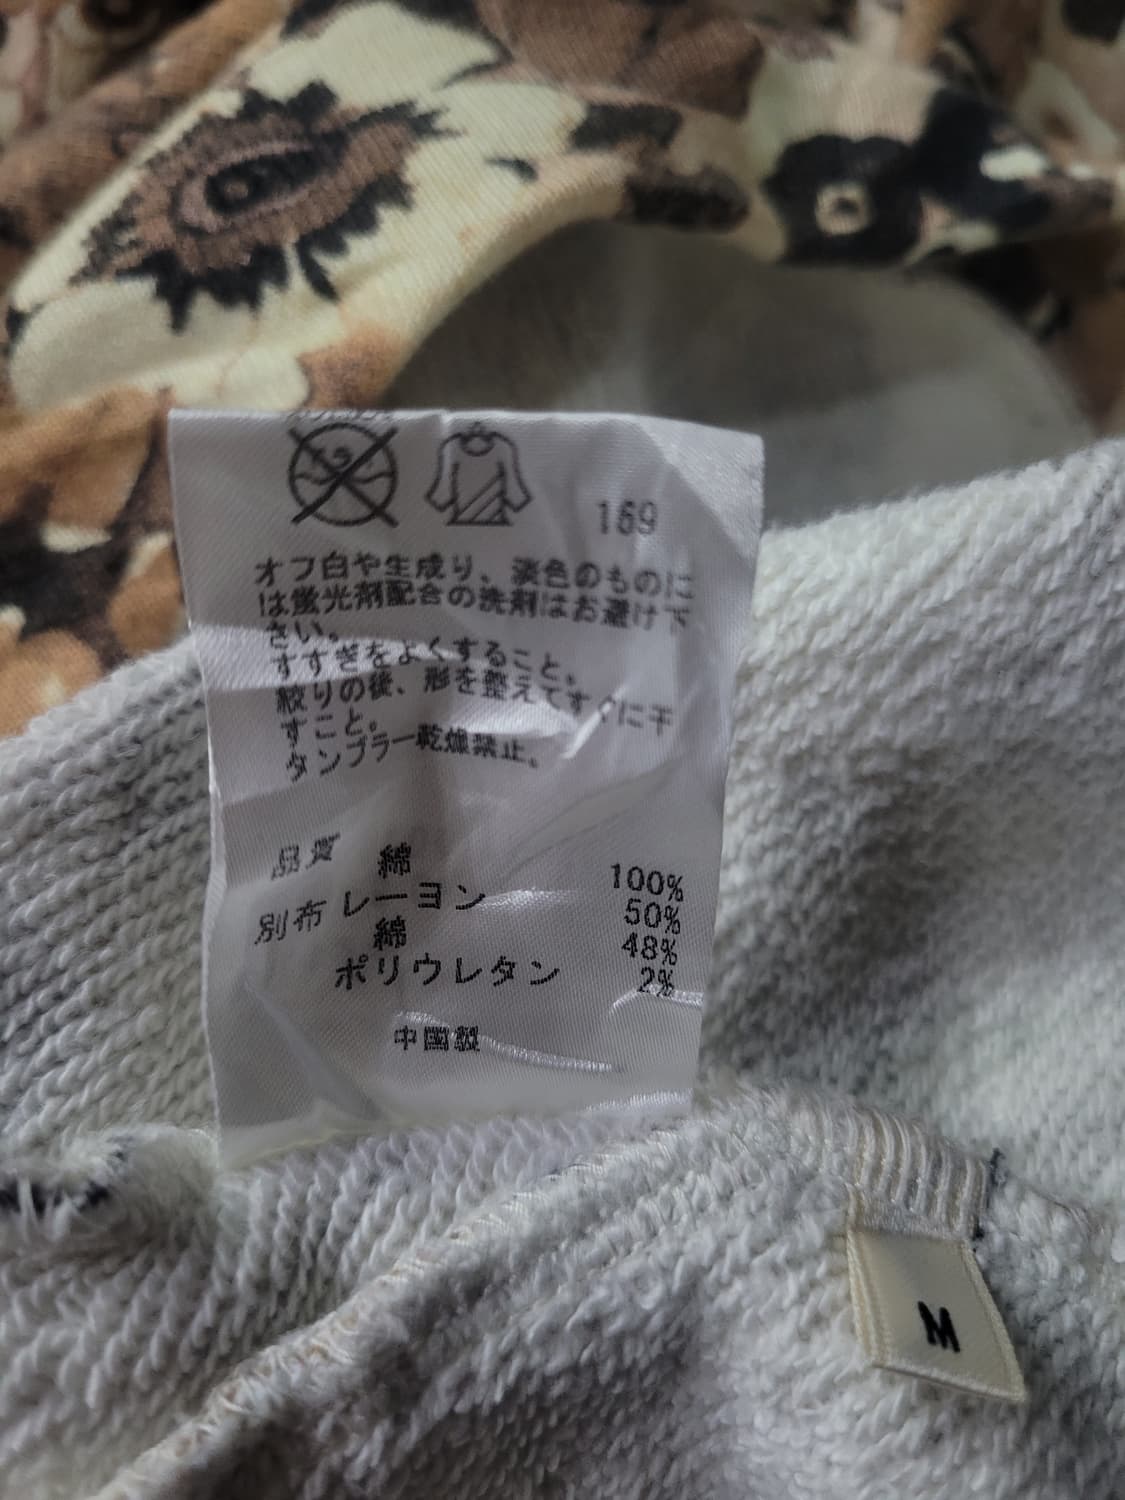 169
オフ白や生成り、淡色のものに
は蛍光剤配合の洗剤はお避け下
さい。
すすぎをよくすること。
絞りの後、形を整えてすぐに干
すこと。
タンブラー乾燥禁止。
品質 綿 100%
別布 レーヨン 50%
綿 48%
ポリウレタン 2%
中国製
M